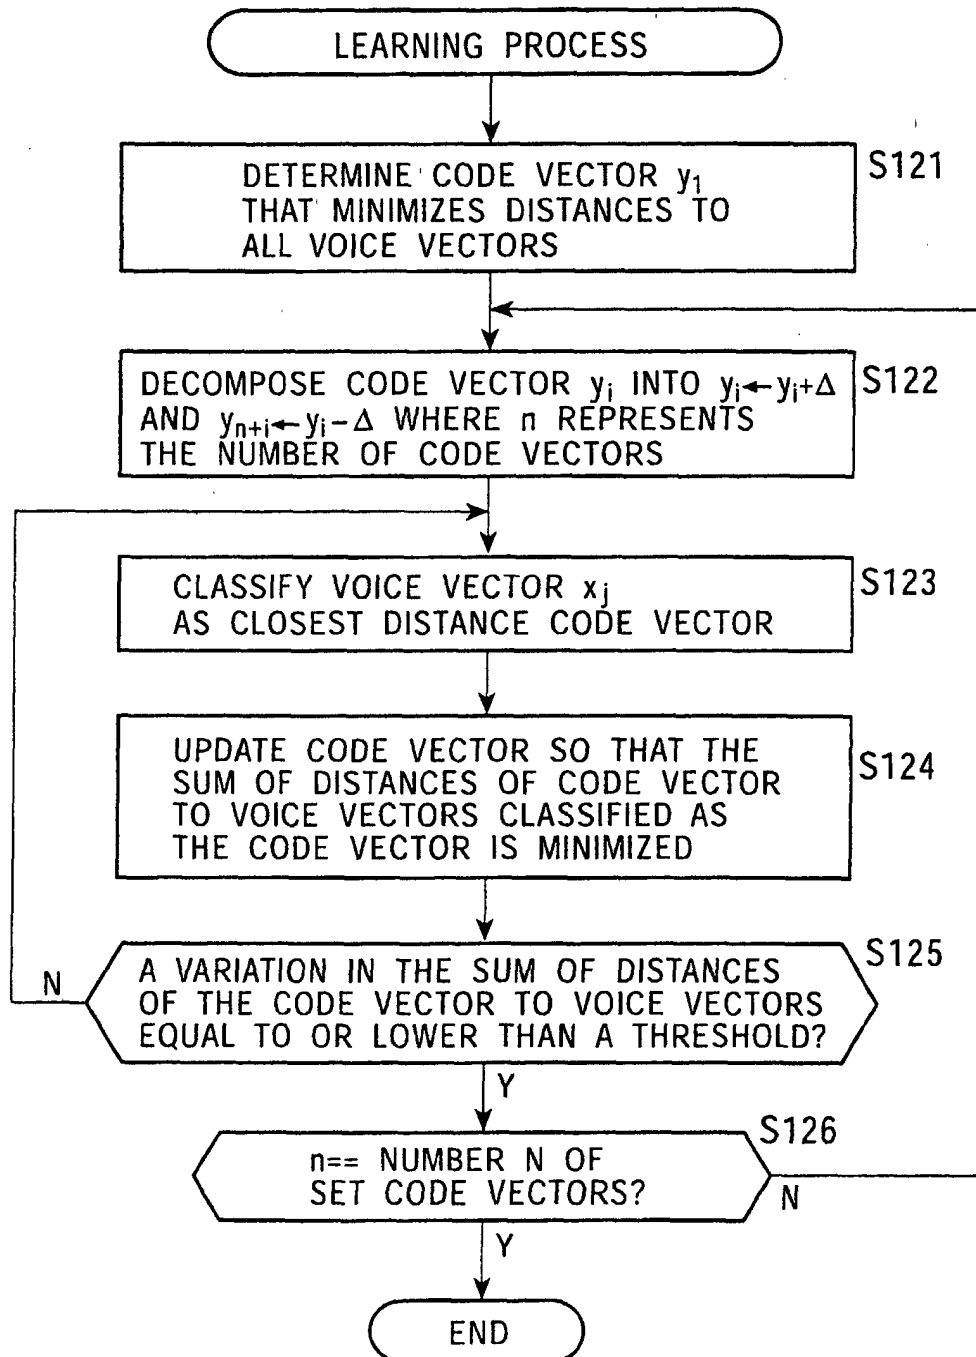 LEARNING PROCESS
S121
DETERMINE CODE VECTOR y₁
THAT MINIMIZES DISTANCES TO
ALL VOICE VECTORS
S122
DECOMPOSE CODE VECTOR yᵢ INTO yᵢ←yᵢ+Δ
AND yₙ₊ᵢ←yᵢ−Δ WHERE n REPRESENTS
THE NUMBER OF CODE VECTORS
S123
CLASSIFY VOICE VECTOR xⱼ
AS CLOSEST DISTANCE CODE VECTOR
S124
UPDATE CODE VECTOR SO THAT THE
SUM OF DISTANCES OF CODE VECTOR
TO VOICE VECTORS CLASSIFIED AS
THE CODE VECTOR IS MINIMIZED
S125
N
A VARIATION IN THE SUM OF DISTANCES
OF THE CODE VECTOR TO VOICE VECTORS
EQUAL TO OR LOWER THAN A THRESHOLD?
Y
S126
n== NUMBER N OF
SET CODE VECTORS?
N
Y
END